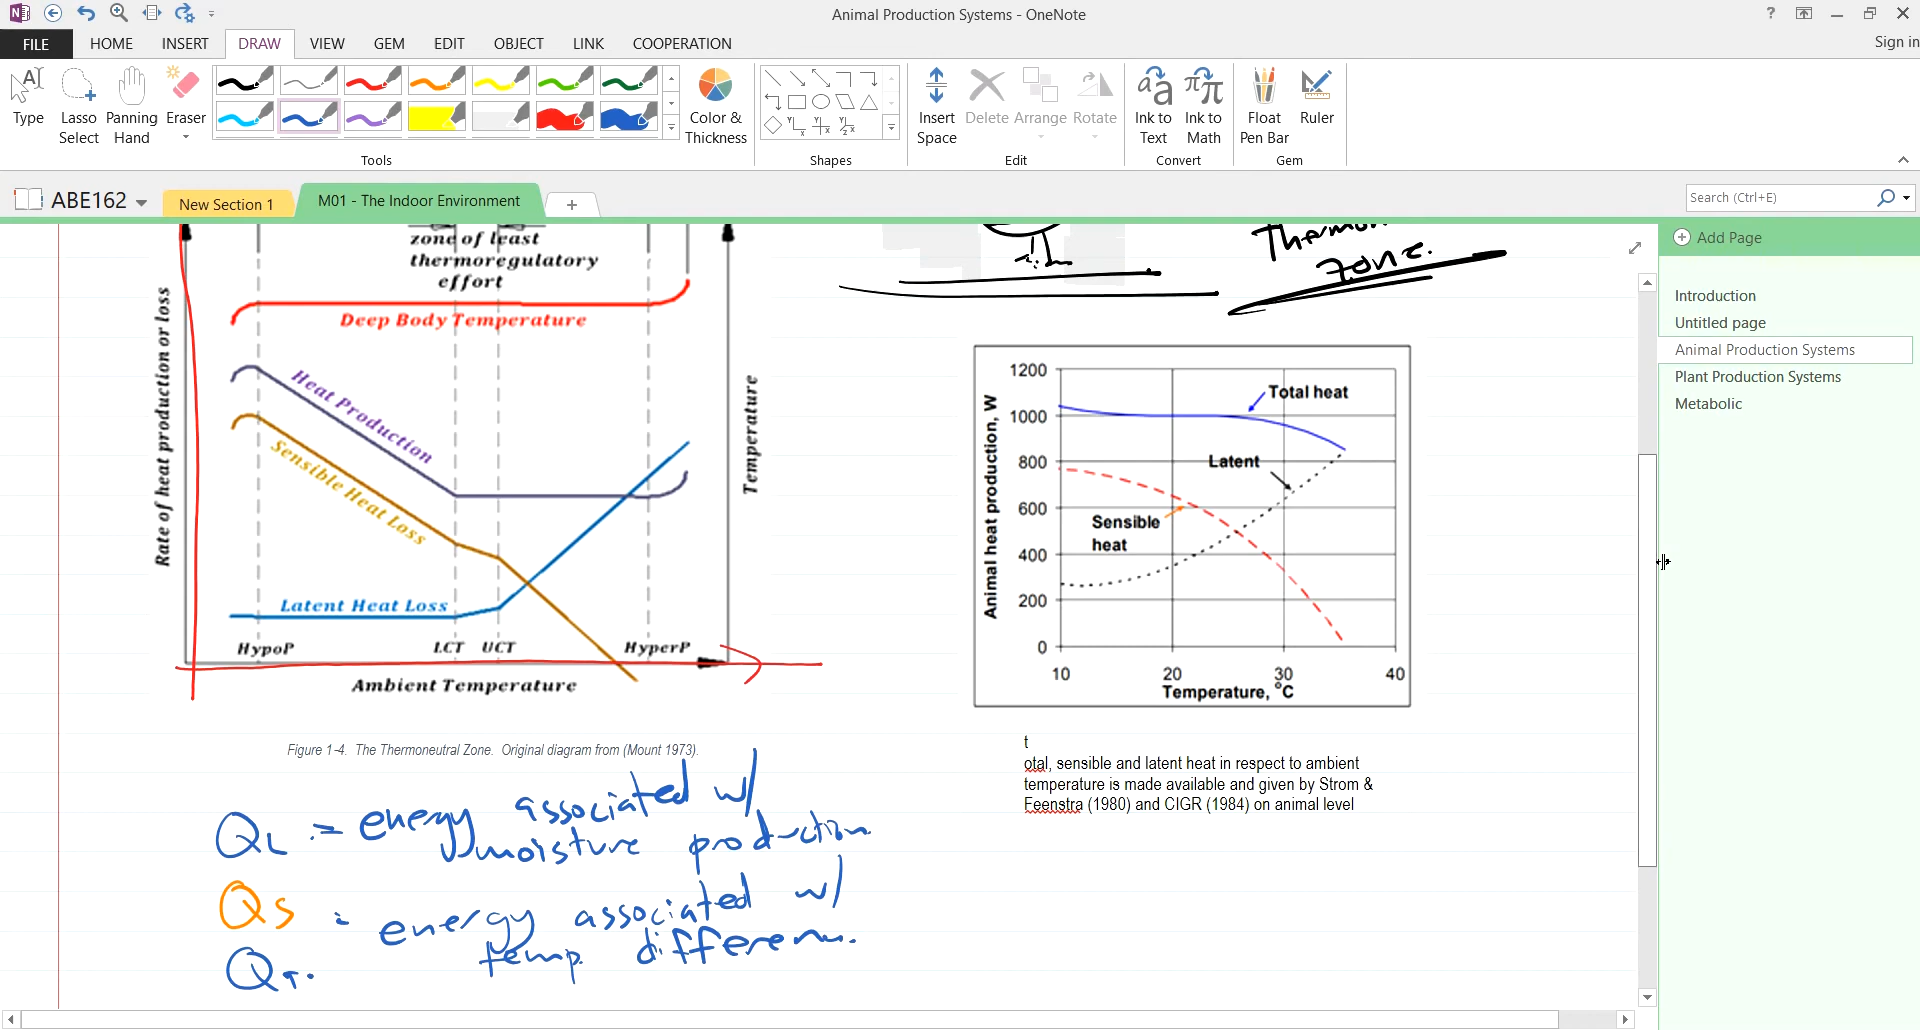 Animal Production Systems - OneNote
?
Sign in
FILE HOME INSERT DRAW VIEW GEM EDIT OBJECT LINK COOPERATION
Type
Lasso Select
Panning Hand
Eraser
Color & Thickness
Insert Space
Delete
Arrange
Rotate
Ink to Text
Ink to Math
Float Pen Bar
Ruler
Tools
Shapes
Edit
Convert
Gem
ABE162
New Section 1
M01 - The Indoor Environment
Search (Ctrl+E)
Add Page
Introduction
Untitled page
Animal Production Systems
Plant Production Systems
Metabolic
zone of least
thermoregulatory
effort
Deep Body Temperature
Rate of heat production or loss
Heat Production
Sensible Heat Loss
Latent Heat Loss
Temperature
HypoP LCT UCT HyperP
Ambient Temperature
Figure 1-4. The Thermoneutral Zone. Original diagram from (Mount 1973).
QL := energy associated w/
moisture production
QS : energy associated w/
temp. difference.
QT.
zone.
1200
1000
800
600
400
200
0
Animal heat production, W
Total heat
Latent
Sensible
heat
10 20 30 40
Temperature, °C
t
otal, sensible and latent heat in respect to ambient
temperature is made available and given by Strom &
Feenstra (1980) and CIGR (1984) on animal level